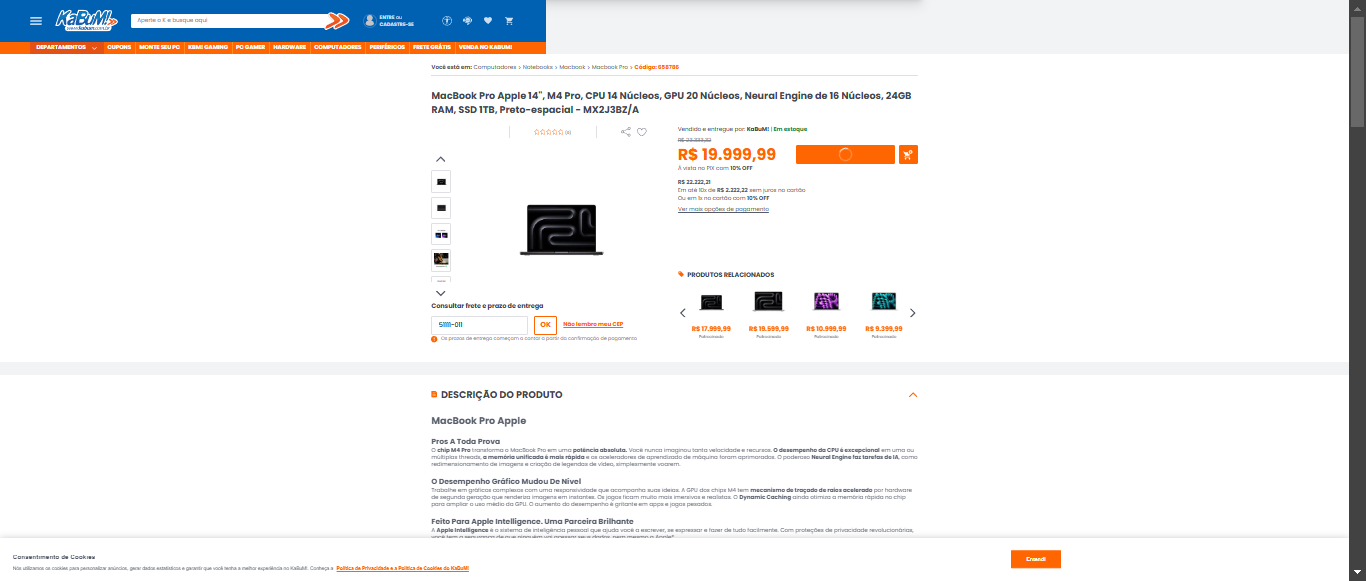 KaBuM!
www.kabum.com.br
Aperte o K e busque aqui
ENTRE ou
CADASTRE-SE
DEPARTAMENTOS CUPONS MONTE SEU PC KBM! GAMING PC GAMER HARDWARE COMPUTADORES PERIFÉRICOS FRETE GRÁTIS VENDA NO KABUM!
Você está em: Computadores > Notebooks > Macbook > Macbook Pro > Código: 658786
MacBook Pro Apple 14", M4 Pro, CPU 14 Núcleos, GPU 20 Núcleos, Neural Engine de 16 Núcleos, 24GB
RAM, SSD 1TB, Preto-espacial - MX2J3BZ/A
(0)
Vendido e entregue por: KaBuM! | Em estoque
R$ 19.999,99
À vista no PIX com 10% OFF
R$ 22.222,21
Em até 10x de R$ 2.222,22 sem juros no cartão
Ou em 1x no cartão com 10% OFF
Ver mais opções de pagamento
PRODUTOS RELACIONADOS
R$ 17.999,99 R$ 19.599,99 R$ 10.999,99 R$ 9.399,99
Patrocinado Patrocinado Patrocinado Patrocinado
Consultar frete e prazo de entrega
51111-011 OK Não lembro meu CEP
Os prazos de entrega começam a contar a partir da confirmação de pagamento
DESCRIÇÃO DO PRODUTO
MacBook Pro Apple
Pros A Toda Prova
O chip M4 Pro transforma o MacBook Pro em uma potência absoluta. Você nunca imaginou tanta velocidade e recursos. O desempenho da CPU é excepcional em uma ou
múltiplas threads, a memória unificada é mais rápida e os aceleradores de aprendizado de máquina foram aprimorados. O poderoso Neural Engine faz tarefas de IA, como
redimensionamento de imagens e criação de legendas de vídeo, simplesmente voarem.
O Desempenho Gráfico Mudou De Nível
Trabalhe em gráficos complexos com uma responsividade que acompanha suas ideias. A GPU dos chips M4 tem mecanismo de traçado de raios acelerado por hardware
de segunda geração que renderiza imagens em instantes. Os jogos ficam muito mais imersivos e realistas. O Dynamic Caching ainda otimiza a memória rápida no chip
para ampliar o uso médio da GPU. O aumento do desempenho é gritante em apps e jogos pesados.
Feito Para Apple Intelligence. Uma Parceira Brilhante
A Apple Intelligence é o sistema de inteligência pessoal que ajuda você a escrever, se expressar e fazer de tudo facilmente. Com proteções de privacidade revolucionárias,
Consentimento de Cookies
Nós utilizamos os cookies para personalizar anúncios, gerar dados estatísticos e garantir que você tenha a melhor experiência no KaBuM!. Conheça a Política de Privacidade e a Política de Cookies do KaBuM!
Entendi